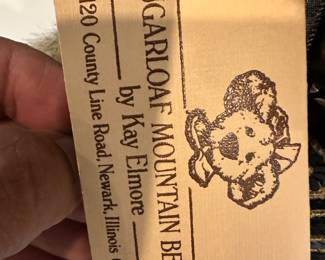 GARLOAF MOUNTAIN BE
by Kay Elmore
120 County Line Road, Newark, Illinois